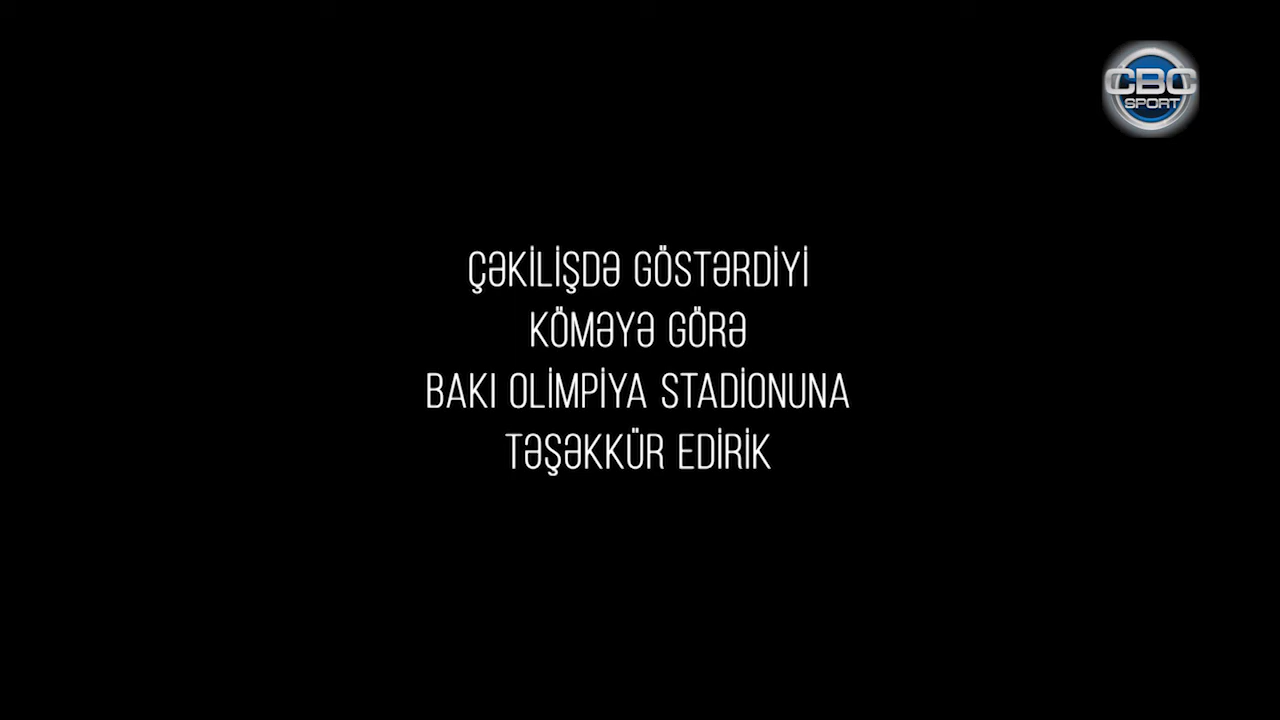 CBC
SPORT
ÇƏKİLİŞDƏ GÖSTƏRDİYİ
KÖMƏYƏ GÖRƏ
BAKI OLİMPİYA STADİONUNA
TƏŞƏKKÜR EDİRİK